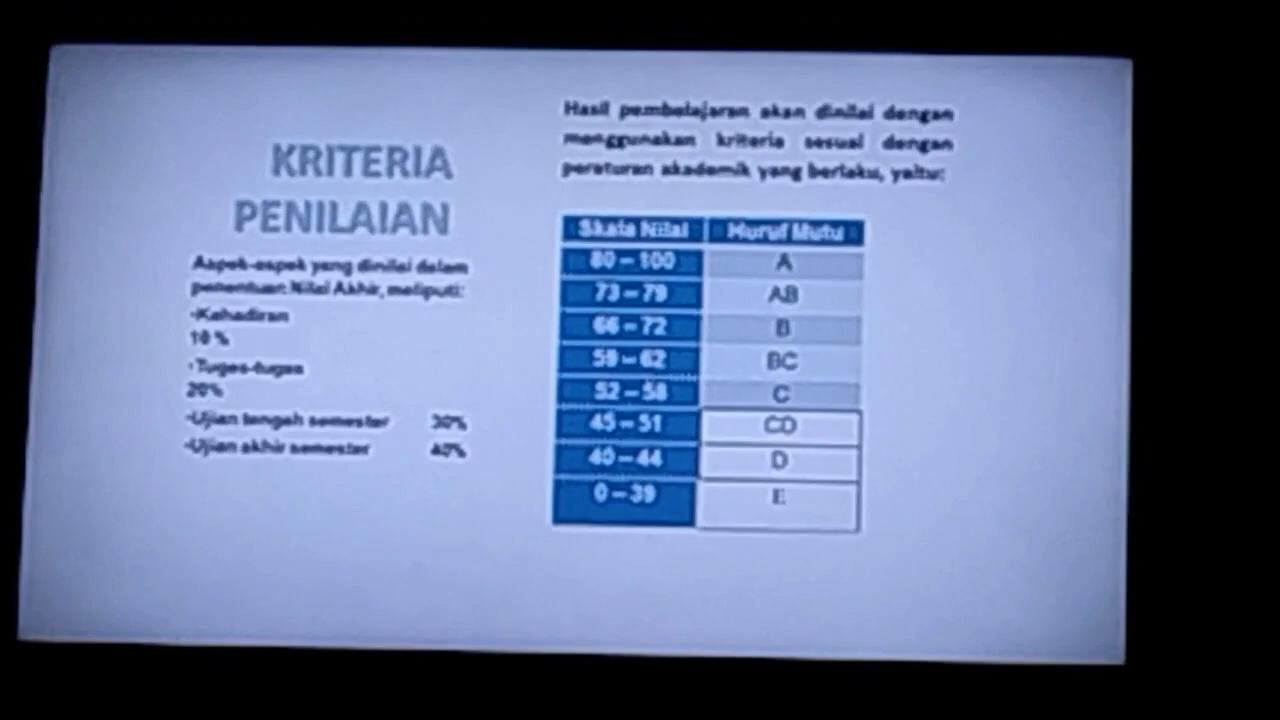 KRITERIA
PENILAIAN
Aspek-aspek yang dinilai dalam
penentuan Nilai Akhir, meliputi:
-Kehadiran
10 %
-Tugas-tugas
20%
-Ujian tengah semester 30%
-Ujian akhir semester 40%
Hasil pembelajaran akan dinilai dengan
menggunakan kriteria sesuai dengan
peraturan akademik yang berlaku, yaitu:
Skala Nilai Huruf Mutu
80 – 100 A
73 – 79 AB
66 – 72 B
59 – 62 BC
52 – 58 C
45 – 51 CD
40 – 44 D
0 – 39 E